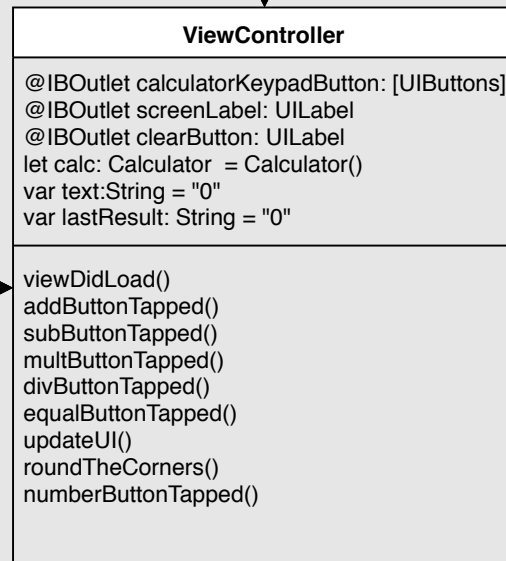 ViewController
@IBOutlet calculatorKeypadButton: [UIButtons]
@IBOutlet screenLabel: UILabel
@IBOutlet clearButton: UILabel
let calc: Calculator  = Calculator()
var text:String = "0"
var lastResult: String = "0"
viewDidLoad()
addButtonTapped()
subButtonTapped()
multButtonTapped()
divButtonTapped()
equalButtonTapped()
updateUI()
roundTheCorners()
numberButtonTapped()